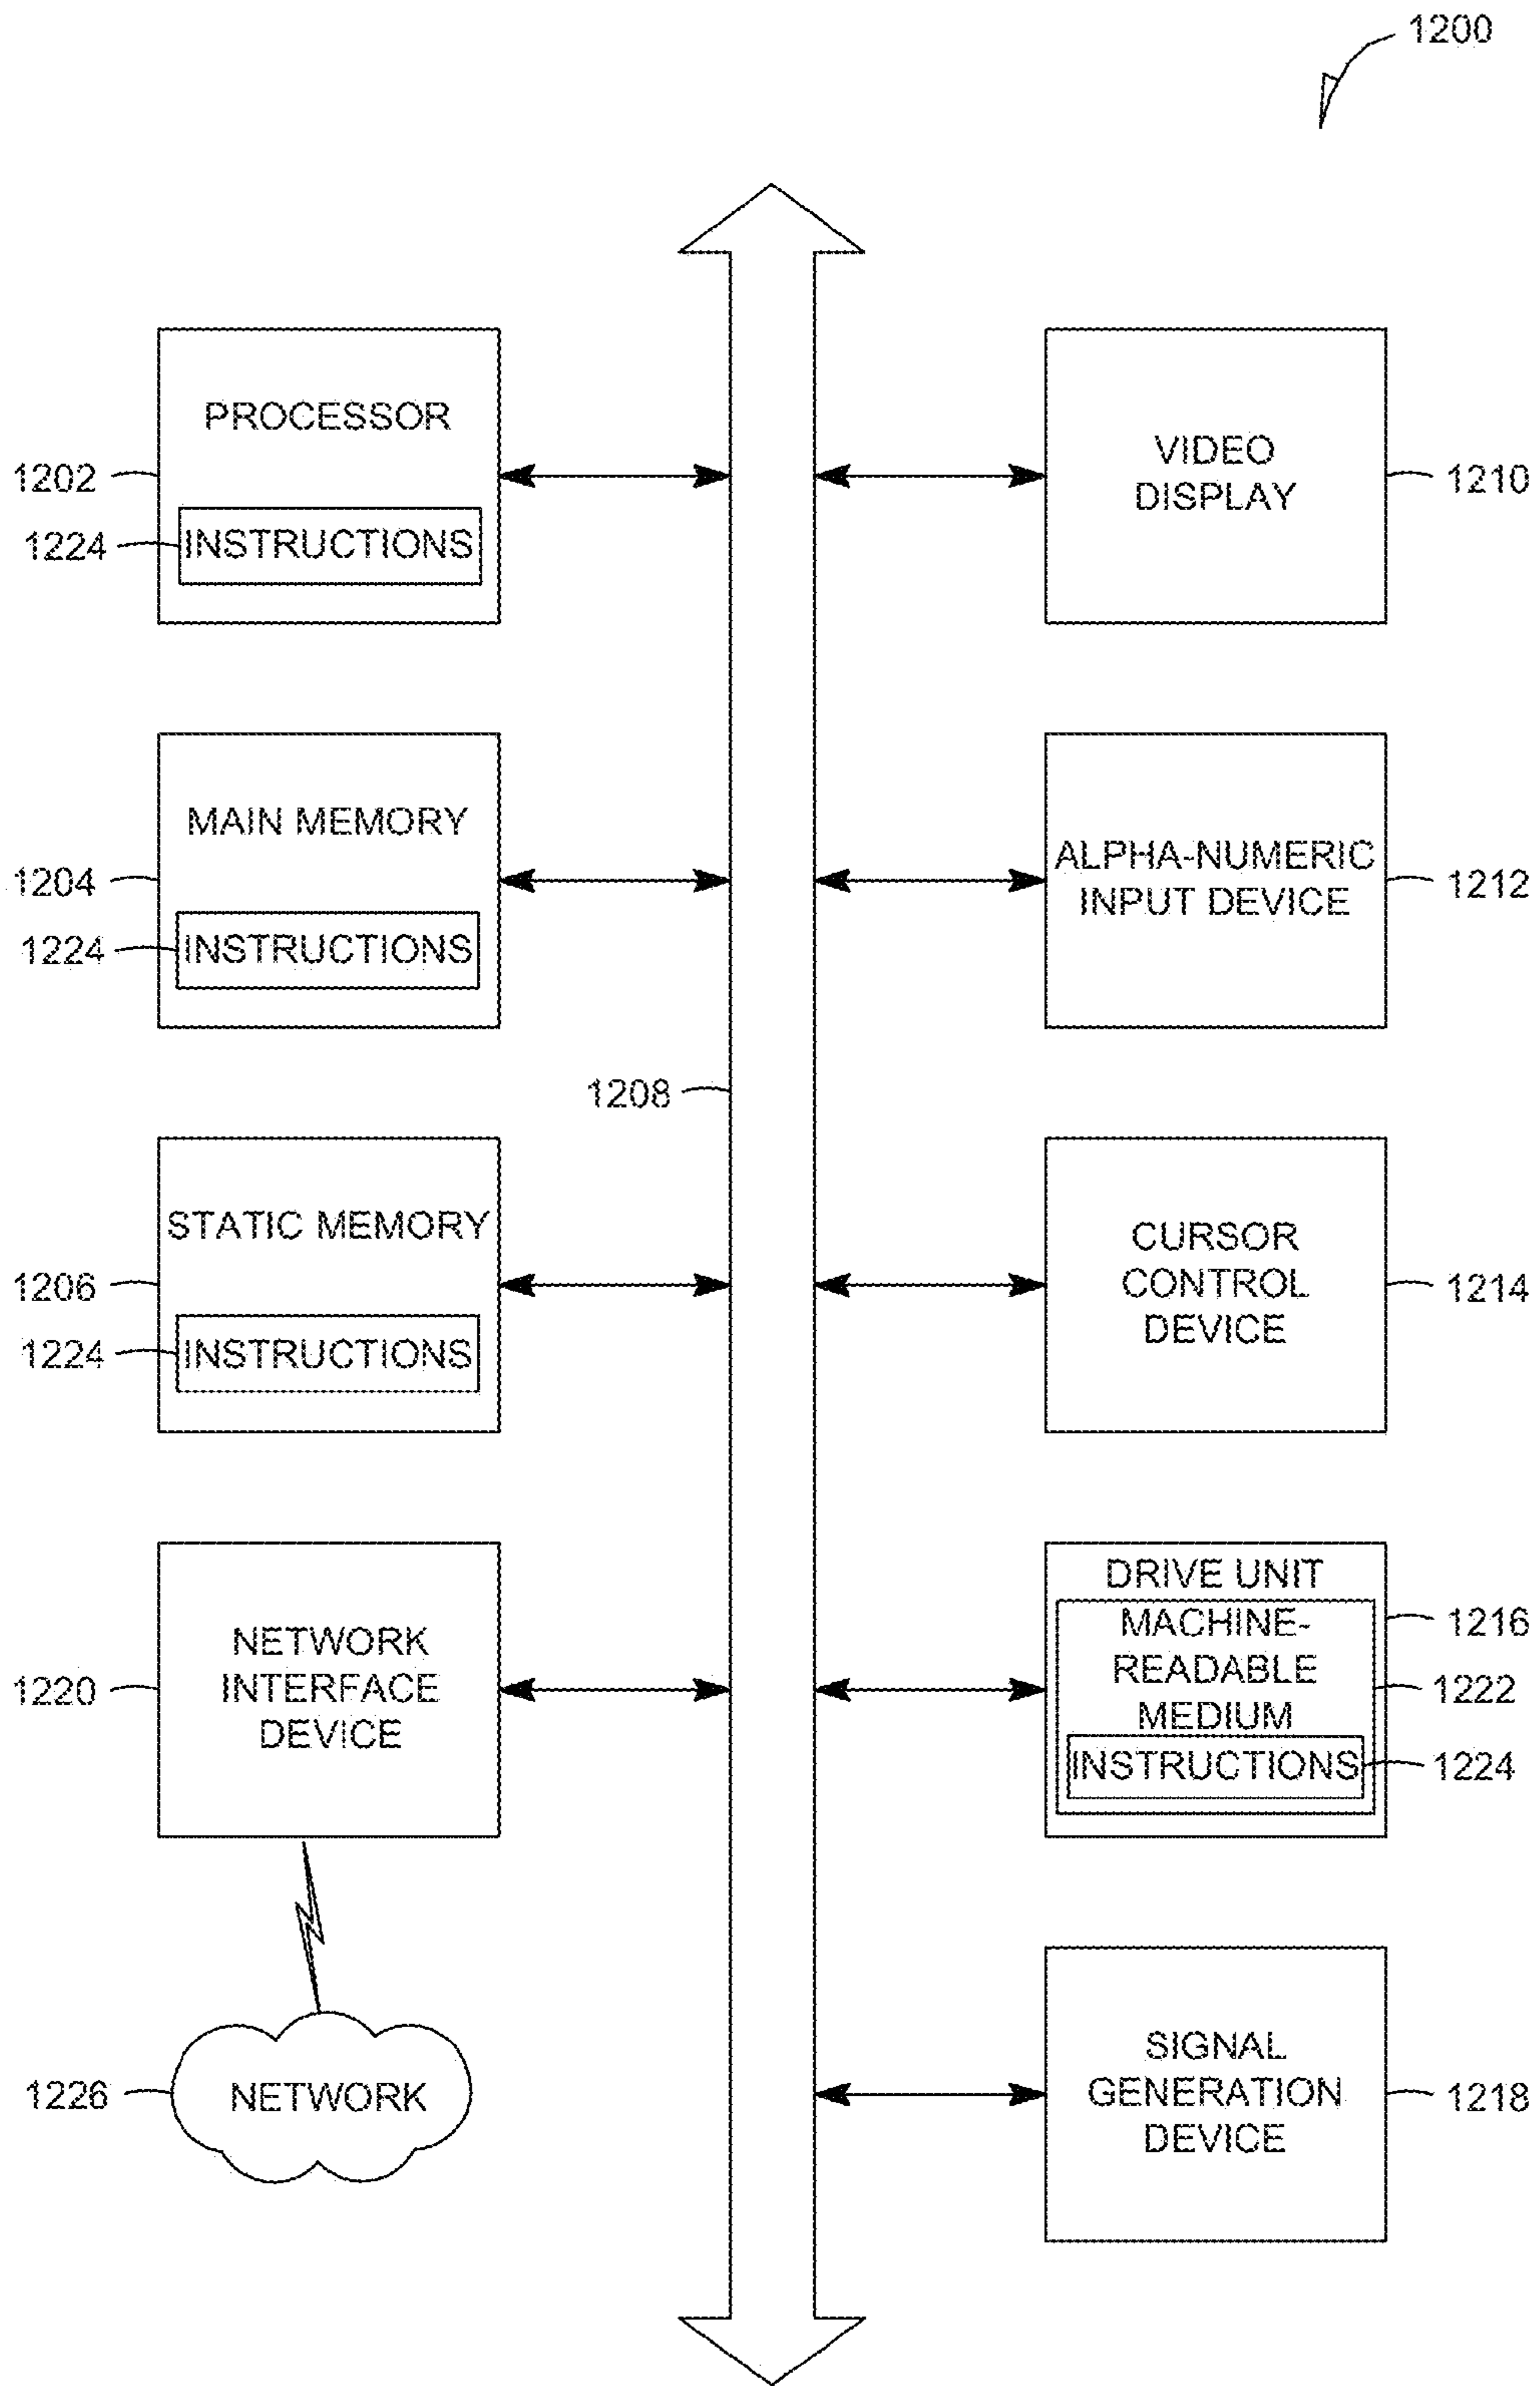 1200
PROCESSOR
1202
1224
INSTRUCTIONS
VIDEO
DISPLAY
1210
MAIN MEMORY
1204
1224
INSTRUCTIONS
ALPHA-NUMERIC
INPUT DEVICE
1212
1208
STATIC MEMORY
1206
1224
INSTRUCTIONS
CURSOR
CONTROL
DEVICE
1214
NETWORK
INTERFACE
DEVICE
1220
DRIVE UNIT
1216
MACHINE-
READABLE
MEDIUM
1222
INSTRUCTIONS
1224
1226
NETWORK
SIGNAL
GENERATION
DEVICE
1218